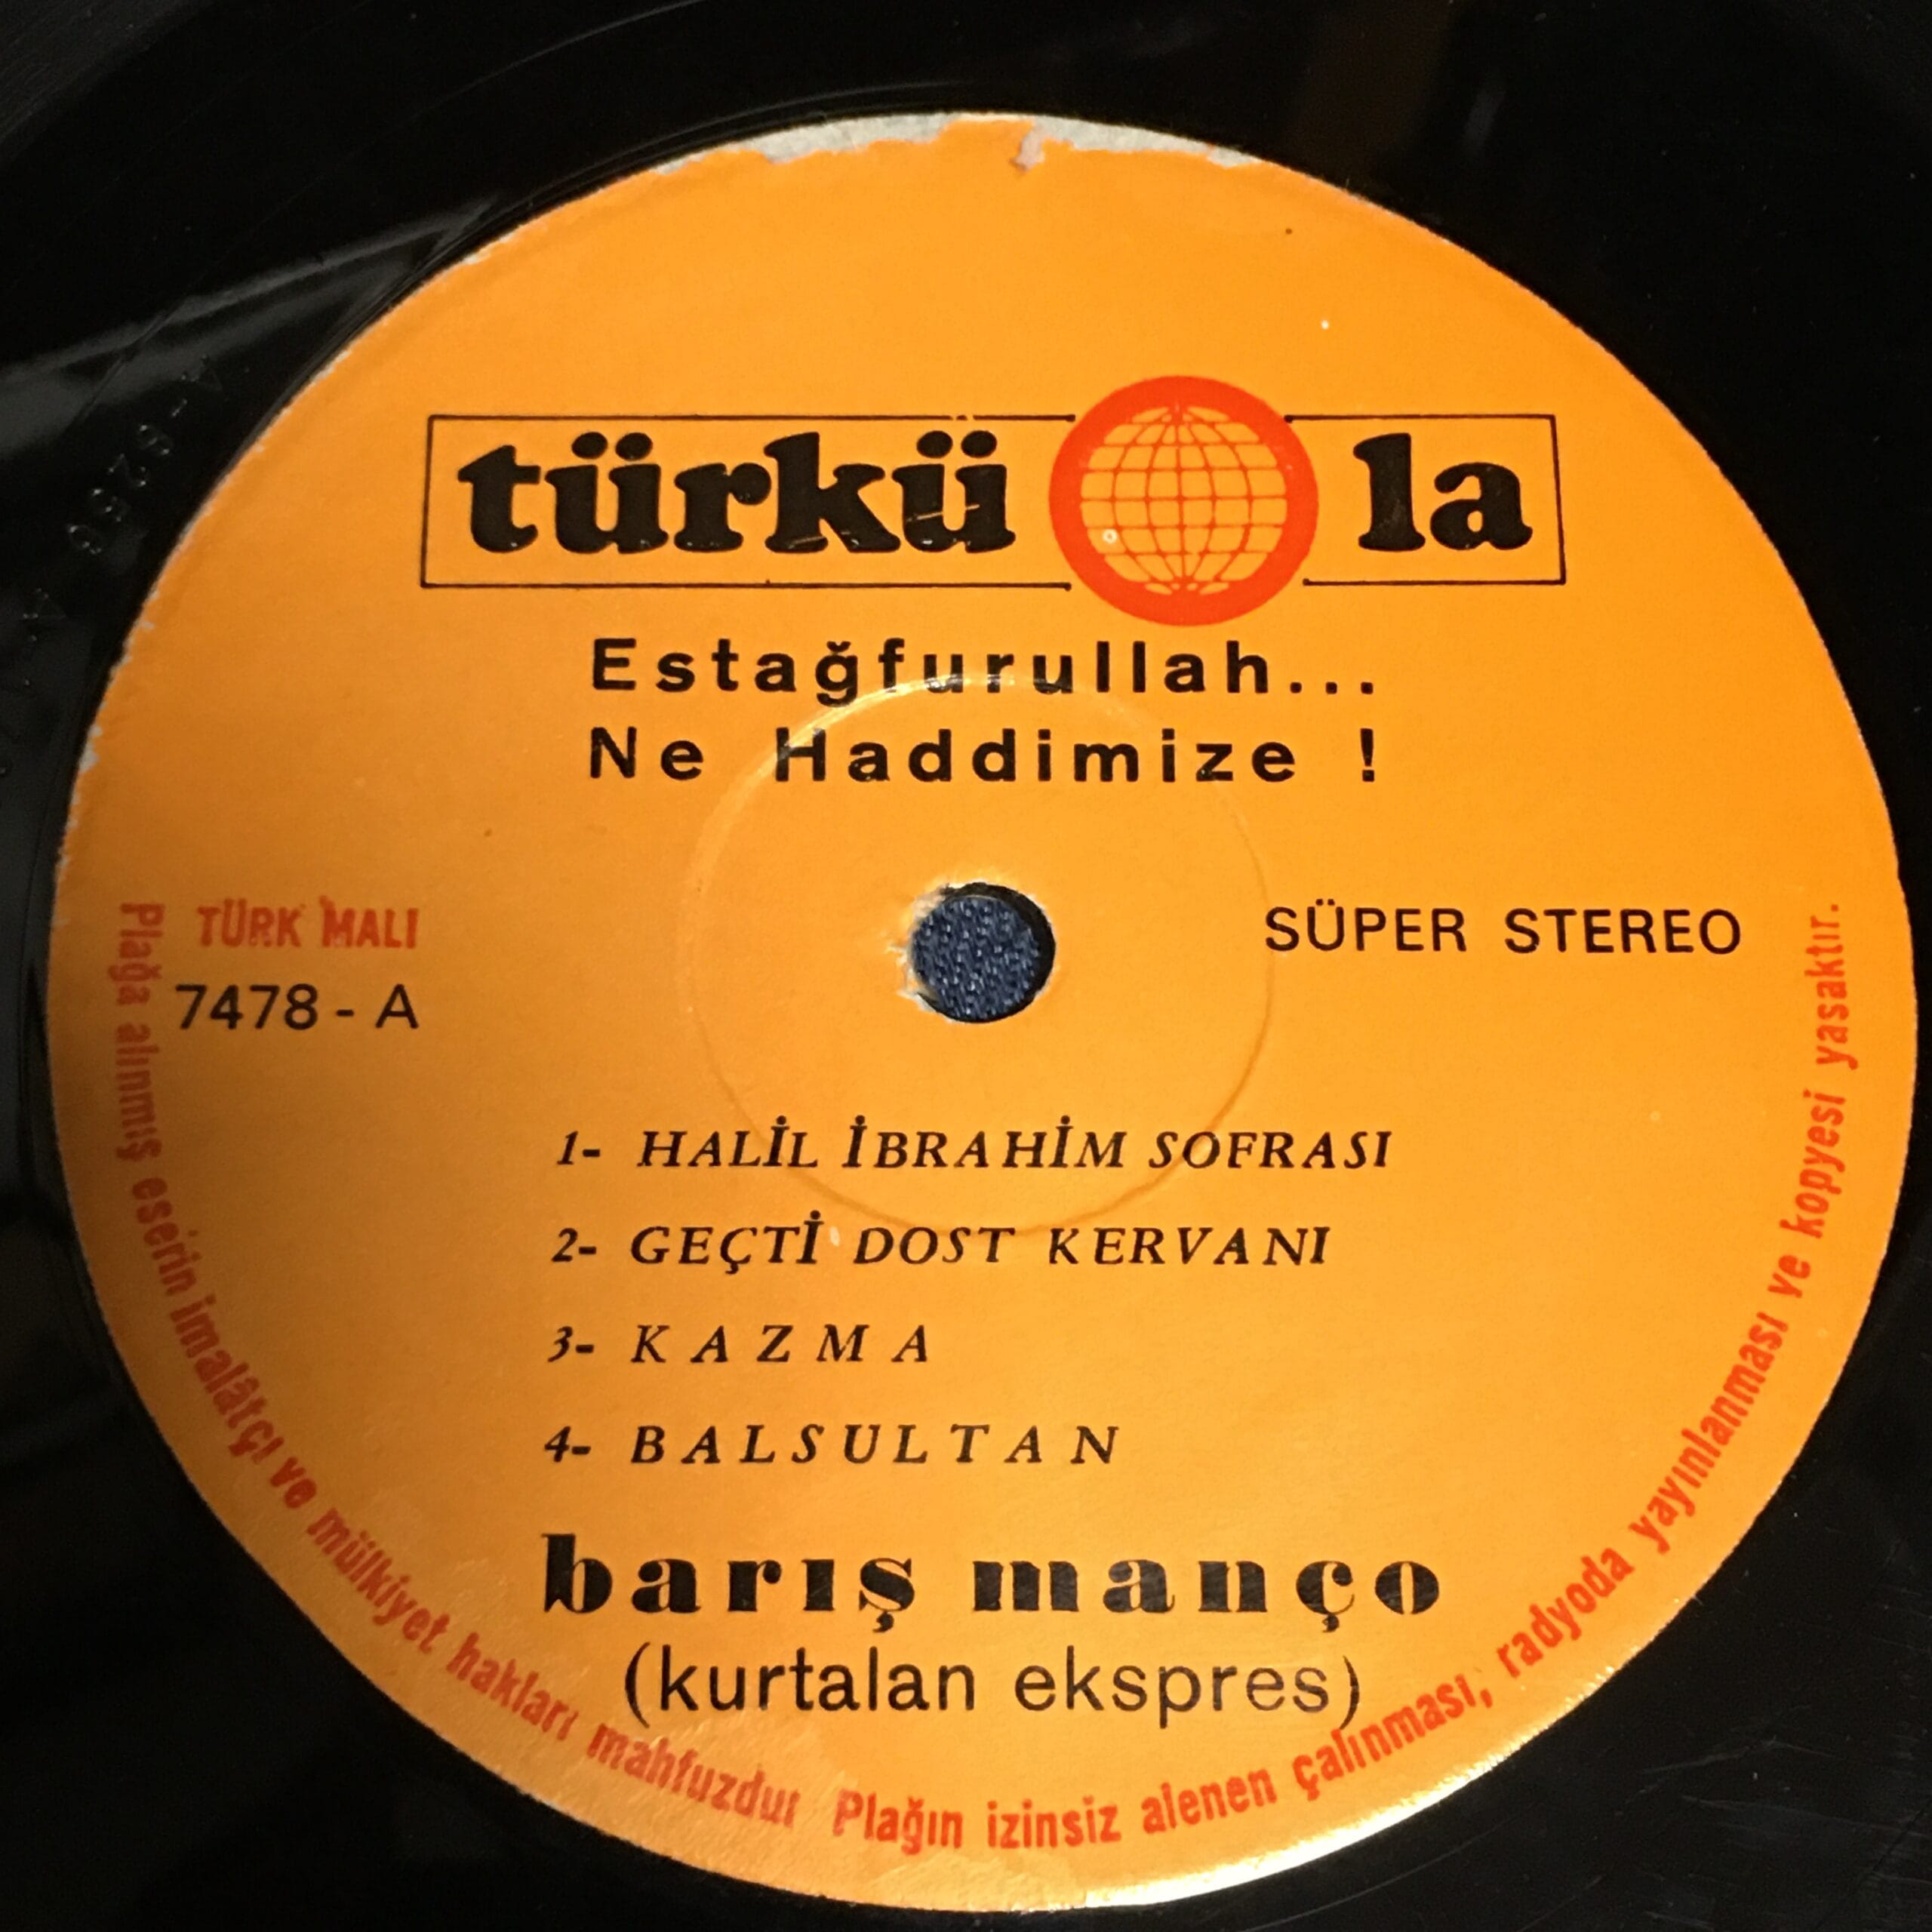 türkü la
Estağfurullah...
Ne Haddimize !
TÜRK MALI
7478 - A
SÜPER STEREO
1- HALİL İBRAHİM SOFRASI
2- GEÇTİ DOST KERVANI
3- KAZMA
4- BALSULTAN
barış manço
(kurtalan ekspres)
Plağa alınmış eserin imalâtçı ve mülkiyet hakları mahfuzdur Plağın izinsiz alenen çalınması, radyoda yayınlanması ve kopyesi yasaktır.